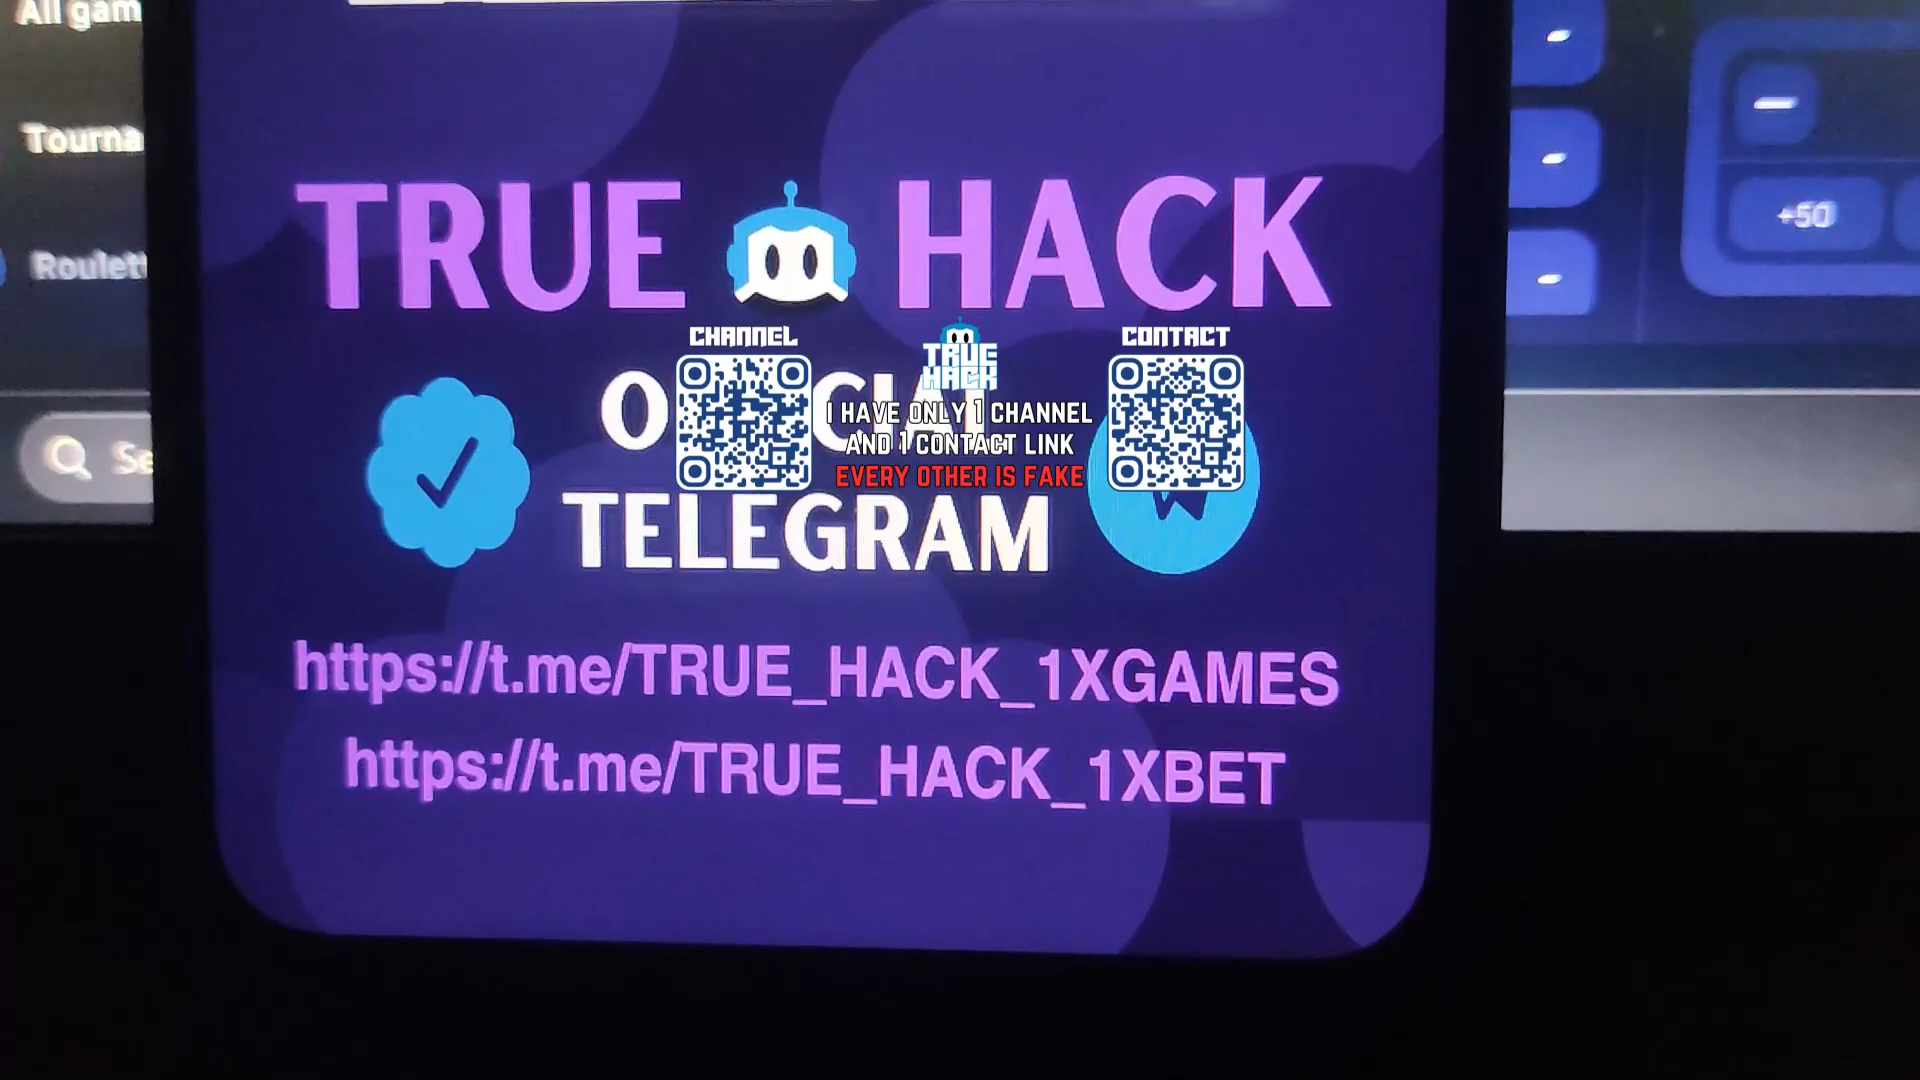 All gam
Tourna
Roulett
Se
+50
TRUE HACK
CHANNEL
TRUE
HACK
CONTACT
I HAVE ONLY 1 CHANNEL
AND 1 CONTACT LINK
EVERY OTHER IS FAKE
TELEGRAM
https://t.me/TRUE_HACK_1XGAMES
https://t.me/TRUE_HACK_1XBET